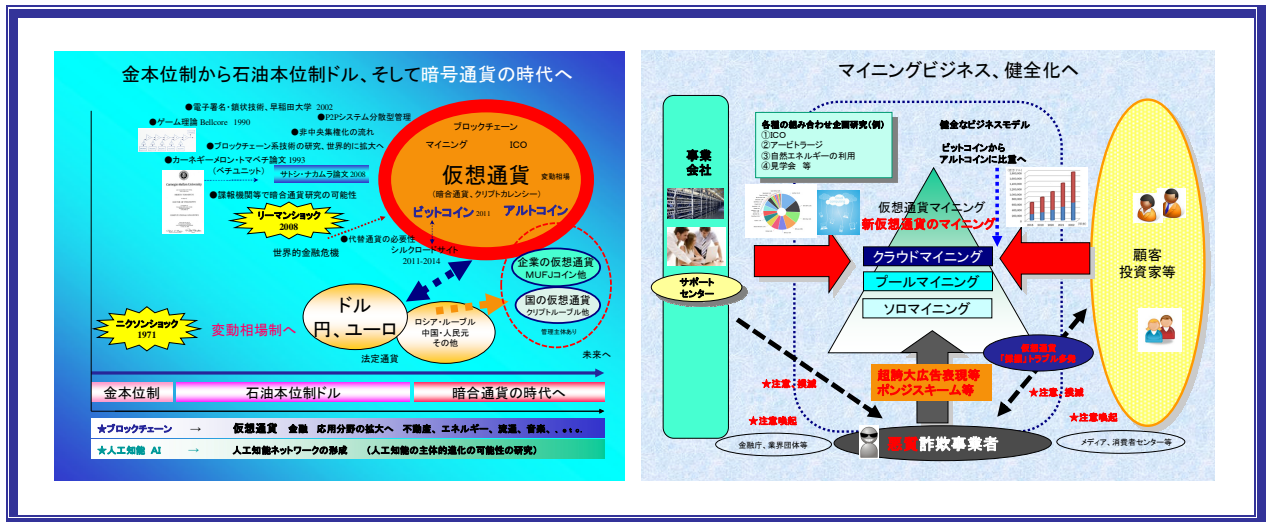 金本位制から石油本位制ドル、そして暗号通貨の時代へ
●電子署名・鎖状技術、早稲田大学 2002
●P2Pシステム分散型管理
●ゲーム理論 Bellcore 1990
●非中央集権化の流れ
●ブロックチェーン系技術の研究、世界的に拡大へ
●カーネギーメロン・トマベチ論文 1993
(ベチユニット)
サトシ・ナカムラ論文 2008
●諜報機関等で暗合通貨研究の可能性
リーマンショック
2008
世界的金融危機
●代替通貨の必要性
シルクロードサイト
2011-2014
ブロックチェーン
マイニング ICO
仮想通貨
変動相場
(暗合通貨、クリプトカレンシー)
ビットコイン 2011 アルトコイン
企業の仮想通貨
MUFJコイン他
国の仮想通貨
クリプトルーブル他
管理主体あり
ニクソンショック
1971
変動相場制へ
ドル
円、ユーロ
ロシア・ルーブル
中国・人民元
その他
法定通貨
未来へ
金本位制
石油本位制ドル
暗合通貨の時代へ
★ブロックチェーン → 仮想通貨 金融 応用分野の拡大へ 不動産、エネルギー、流通、音楽、、etc.
★人工知能 AI → 人工知能ネットワークの形成 (人工知能の主体的進化の可能性の研究)
マイニングビジネス、健全化へ
事業
会社
サポート
センター
各種の組み合わせ企画研究(例)
①ICO
②アービトラージ
③自然エネルギーの利用
④見学会 等
健全なビジネスモデル
ビットコインから
アルトコインに比重へ
仮想通貨マイニング
新仮想通貨のマイニング
クラウドマイニング
プールマイニング
ソロマイニング
顧客
投資家等
仮想通貨
「詐欺」トラブル多発
超誇大広告表現等
ポンジスキーム等
★注意、撲滅
★注意、撲滅
★注意喚起
★注意喚起
金融庁、業界団体等
悪質詐欺事業者
メディア、消費者センター等